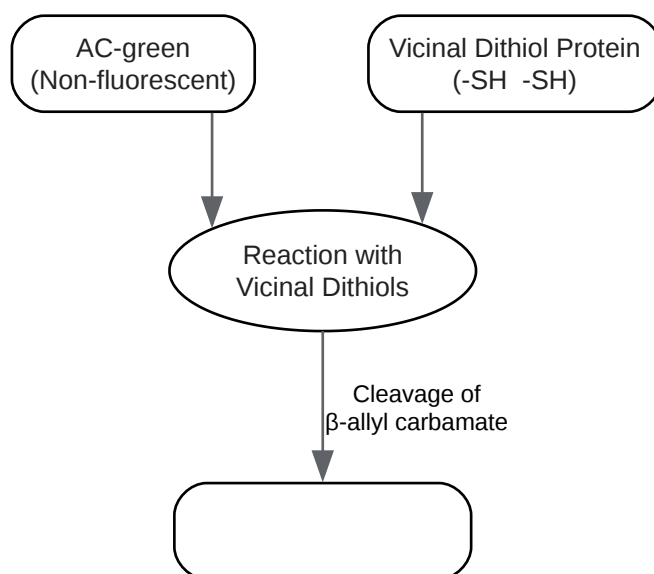 AC-green
(Non-fluorescent)
Vicinal Dithiol Protein
(-SH  -SH)
Reaction with
Vicinal Dithiols
Cleavage of
β-allyl carbamate